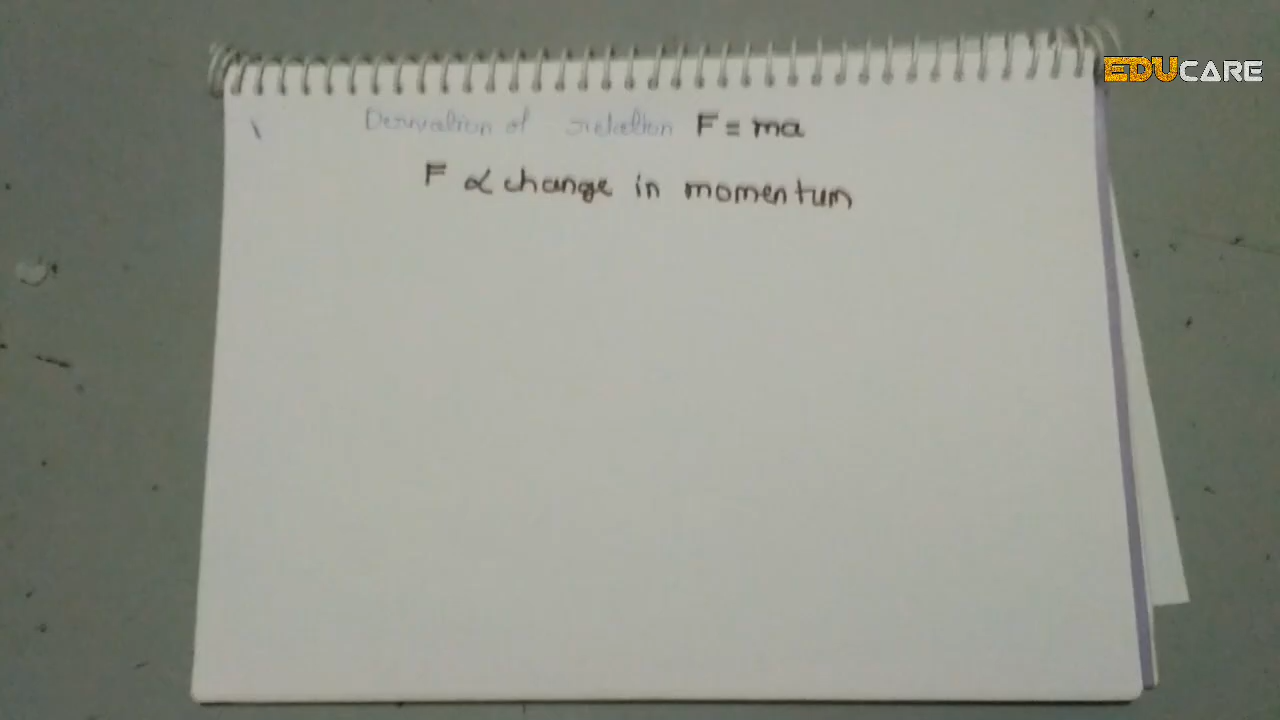 EDUCARE
Derivation of relation F = ma
F ∝ change in momentum